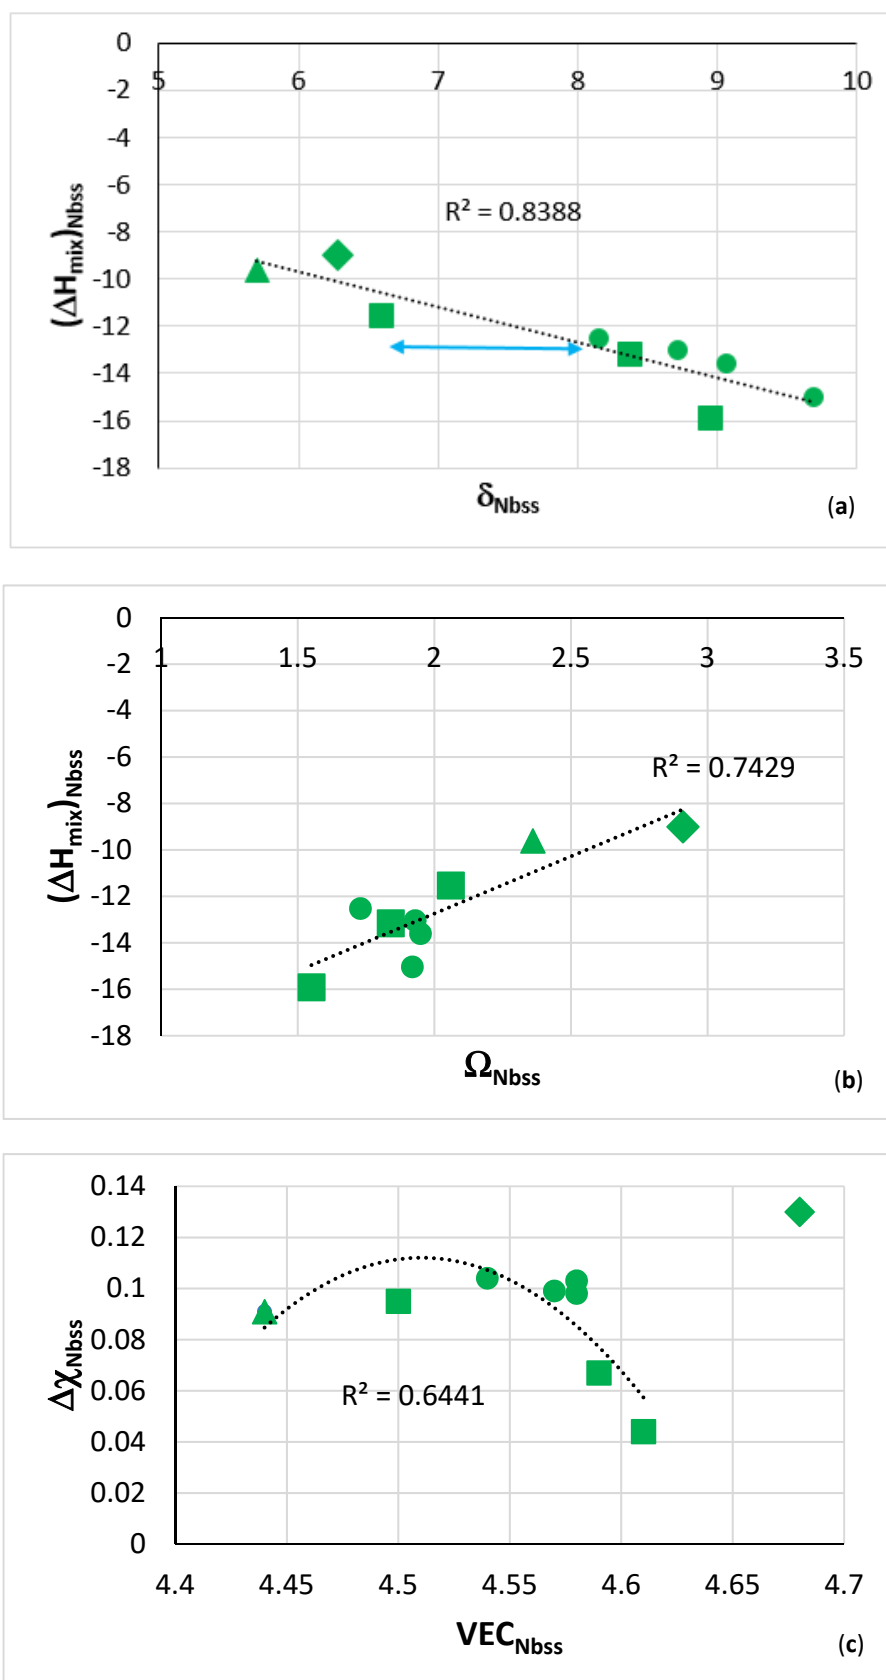 0
5 6 7 8 9 10
-2
-4
-6
R² = 0.8388
-8
-10
-12
-14
-16
-18
(ΔHmix)Nbss
δNbss
(a)
0
1 1.5 2 2.5 3 3.5
-2
-4
-6
R² = 0.7429
-8
-10
-12
-14
-16
-18
(ΔHmix)Nbss
ΩNbss
(b)
0.14
0.12
0.1
0.08
0.06
R² = 0.6441
0.04
0.02
0
ΔχNbss
4.4 4.45 4.5 4.55 4.6 4.65 4.7
VECNbss
(c)